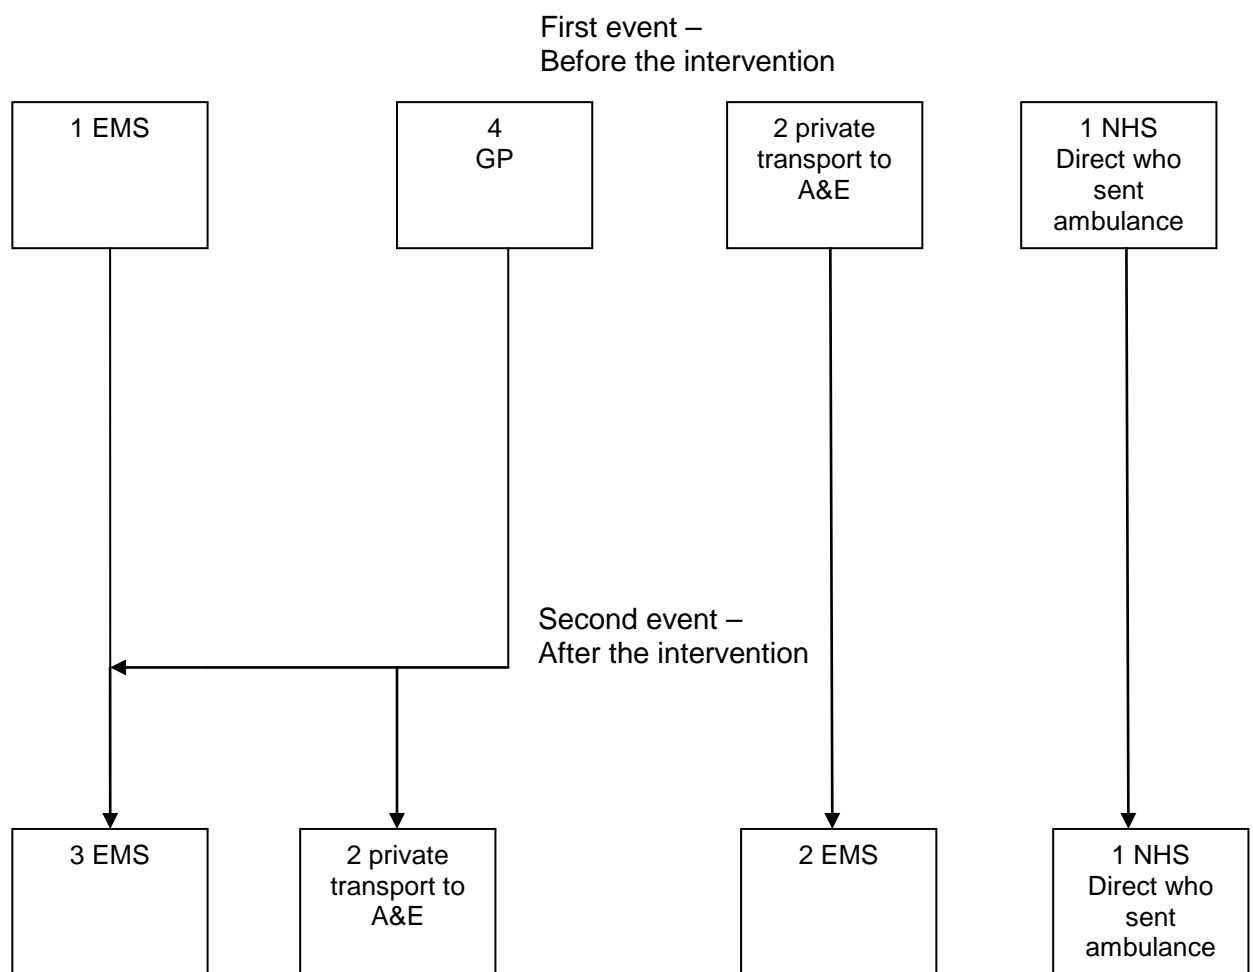 First event –
Before the intervention
1 EMS
4
GP
2 private
transport to
A&E
1 NHS
Direct who
sent
ambulance
Second event –
After the intervention
3 EMS
2 private
transport to
A&E
2 EMS
1 NHS
Direct who
sent
ambulance